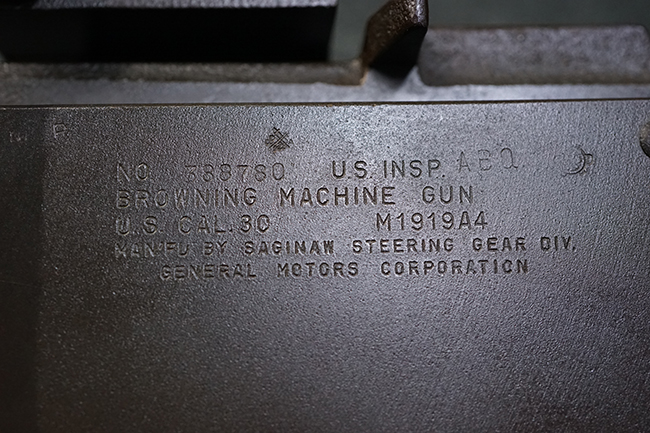 P
NO. 788780 U.S. INSP. ABQ
BROWNING MACHINE GUN
U.S. CAL. 30 M1919A4
MAN'FD BY SAGINAW STEERING GEAR DIV.
GENERAL MOTORS CORPORATION